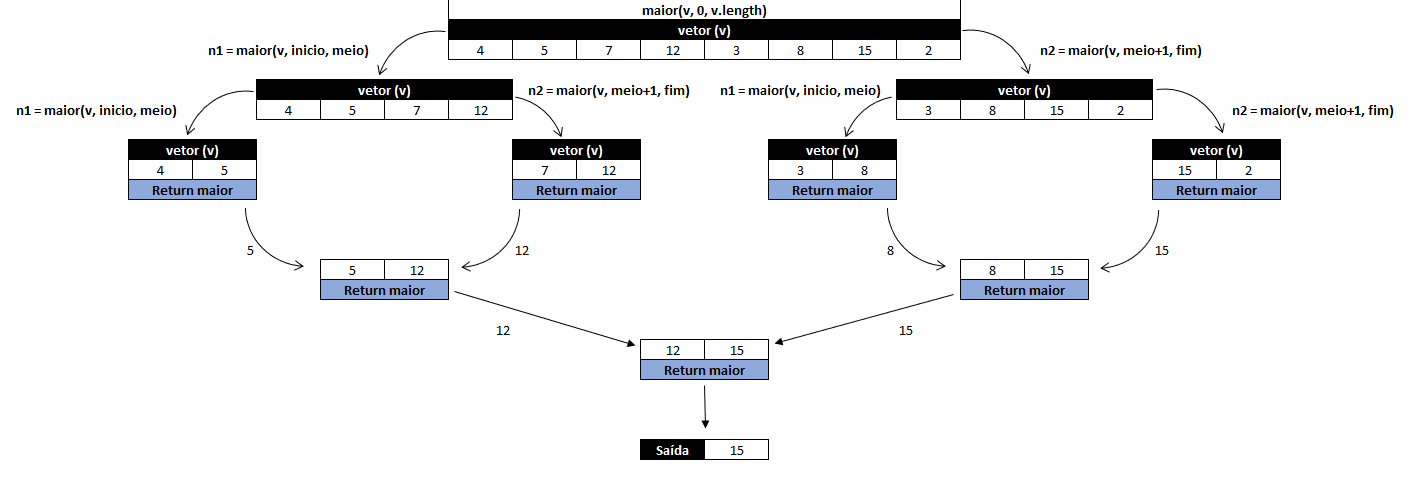 maior(v, 0, v.length)
vetor (v)
4 5 7 12 3 8 15 2
n1 = maior(v, inicio, meio)
n2 = maior(v, meio+1, fim)
vetor (v)
4 5 7 12
n1 = maior(v, inicio, meio)
n2 = maior(v, meio+1, fim)
n1 = maior(v, inicio, meio)
vetor (v)
3 8 15 2
n2 = maior(v, meio+1, fim)
vetor (v)
4 5
Return maior
vetor (v)
7 12
Return maior
vetor (v)
3 8
Return maior
vetor (v)
15 2
Return maior
5
12
8
15
5 12
Return maior
8 15
Return maior
12
15
12 15
Return maior
Saída 15